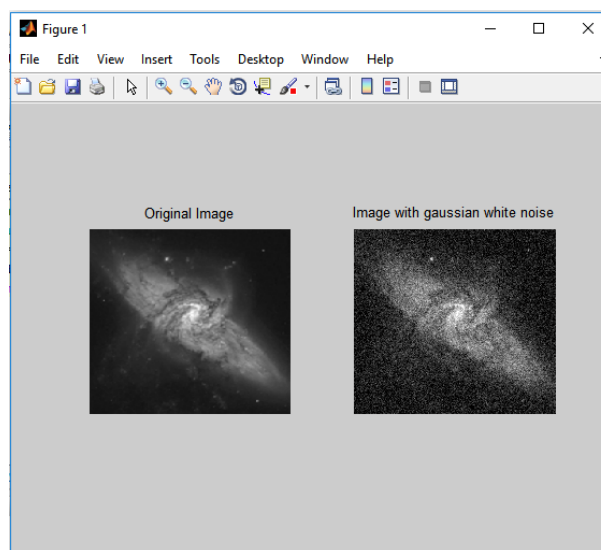 Figure 1
File Edit View Insert Tools Desktop Window Help
Original Image
Image with gaussian white noise